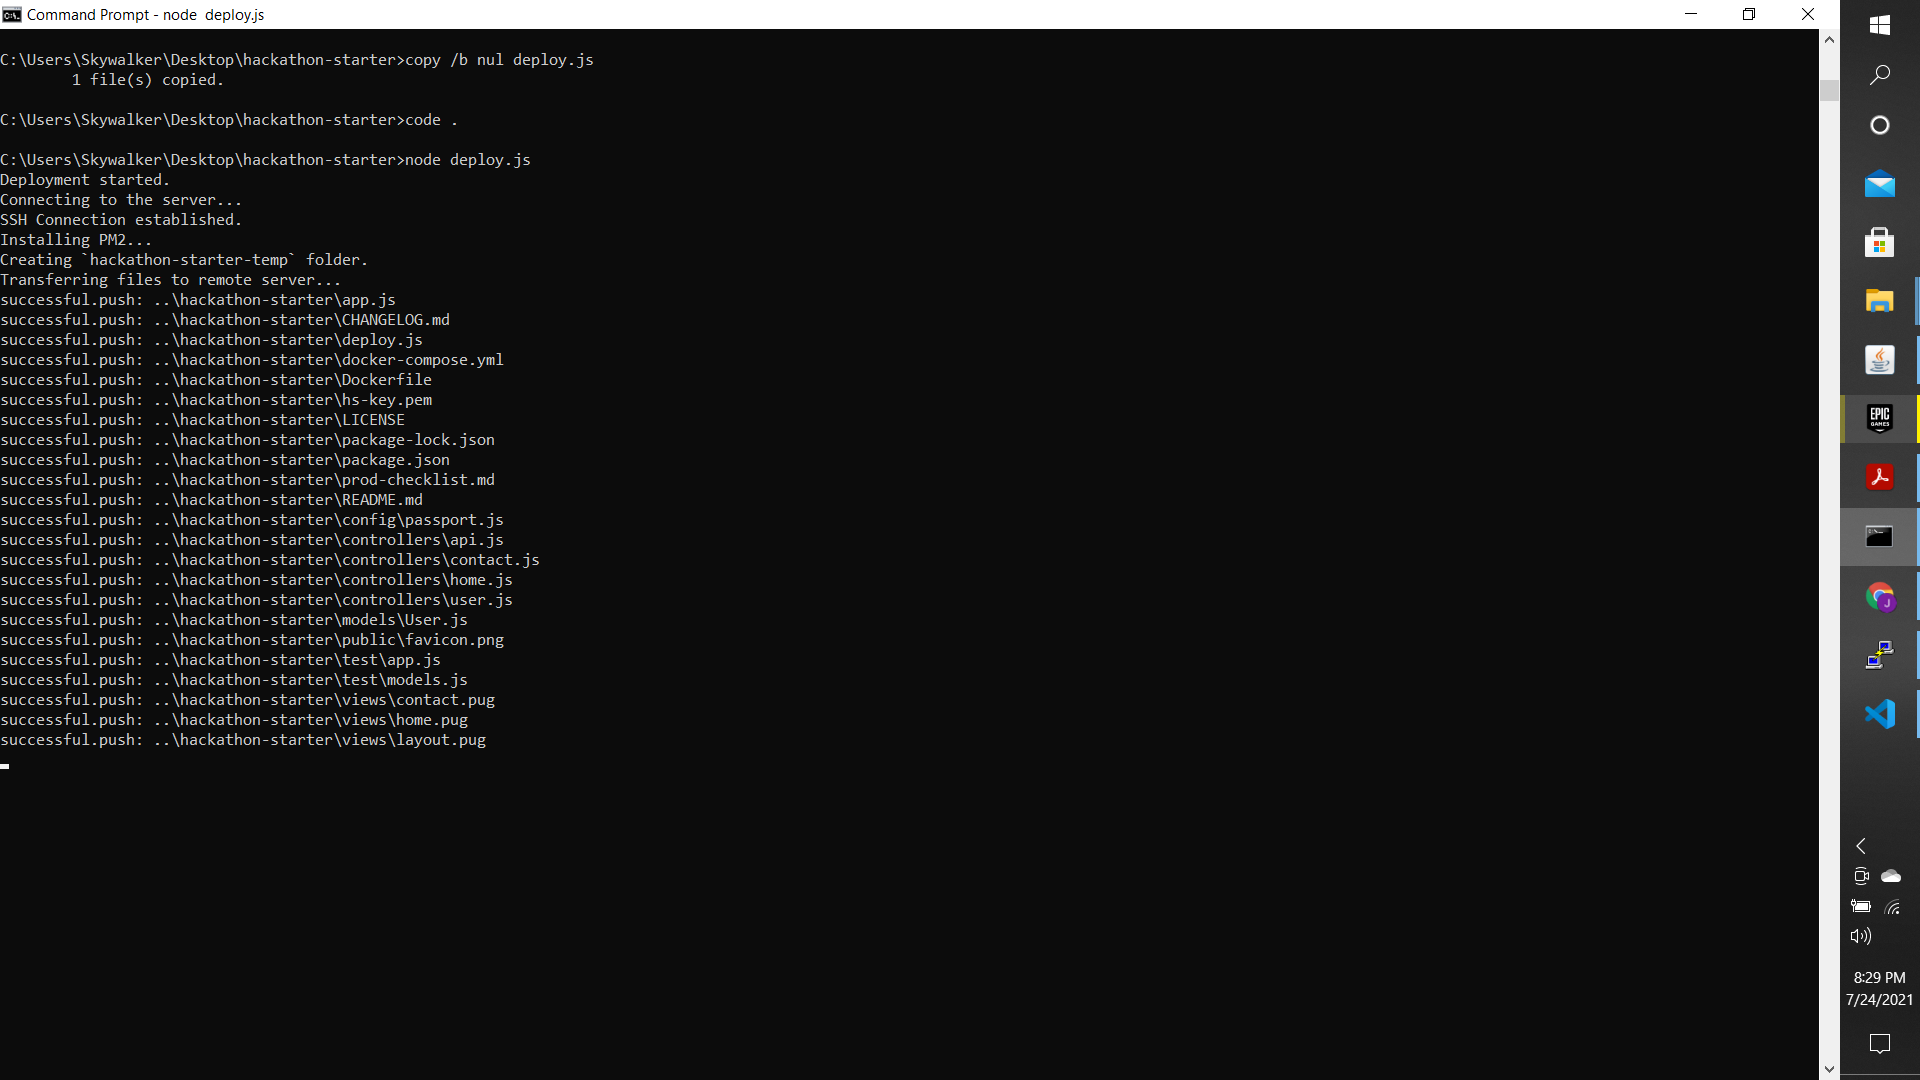 Command Prompt - node  deploy.js
C:\Users\Skywalker\Desktop\hackathon-starter>copy /b nul deploy.js
        1 file(s) copied.
C:\Users\Skywalker\Desktop\hackathon-starter>code .
C:\Users\Skywalker\Desktop\hackathon-starter>node deploy.js
Deployment started.
Connecting to the server...
SSH Connection established.
Installing PM2...
Creating `hackathon-starter-temp` folder.
Transferring files to remote server...
successful.push: ..\hackathon-starter\app.js
successful.push: ..\hackathon-starter\CHANGELOG.md
successful.push: ..\hackathon-starter\deploy.js
successful.push: ..\hackathon-starter\docker-compose.yml
successful.push: ..\hackathon-starter\Dockerfile
successful.push: ..\hackathon-starter\hs-key.pem
successful.push: ..\hackathon-starter\LICENSE
successful.push: ..\hackathon-starter\package-lock.json
successful.push: ..\hackathon-starter\package.json
successful.push: ..\hackathon-starter\prod-checklist.md
successful.push: ..\hackathon-starter\README.md
successful.push: ..\hackathon-starter\config\passport.js
successful.push: ..\hackathon-starter\controllers\api.js
successful.push: ..\hackathon-starter\controllers\contact.js
successful.push: ..\hackathon-starter\controllers\home.js
successful.push: ..\hackathon-starter\controllers\user.js
successful.push: ..\hackathon-starter\models\User.js
successful.push: ..\hackathon-starter\public\favicon.png
successful.push: ..\hackathon-starter\test\app.js
successful.push: ..\hackathon-starter\test\models.js
successful.push: ..\hackathon-starter\views\contact.pug
successful.push: ..\hackathon-starter\views\home.pug
successful.push: ..\hackathon-starter\views\layout.pug
EPIC
GAMES
J
8:29 PM
7/24/2021